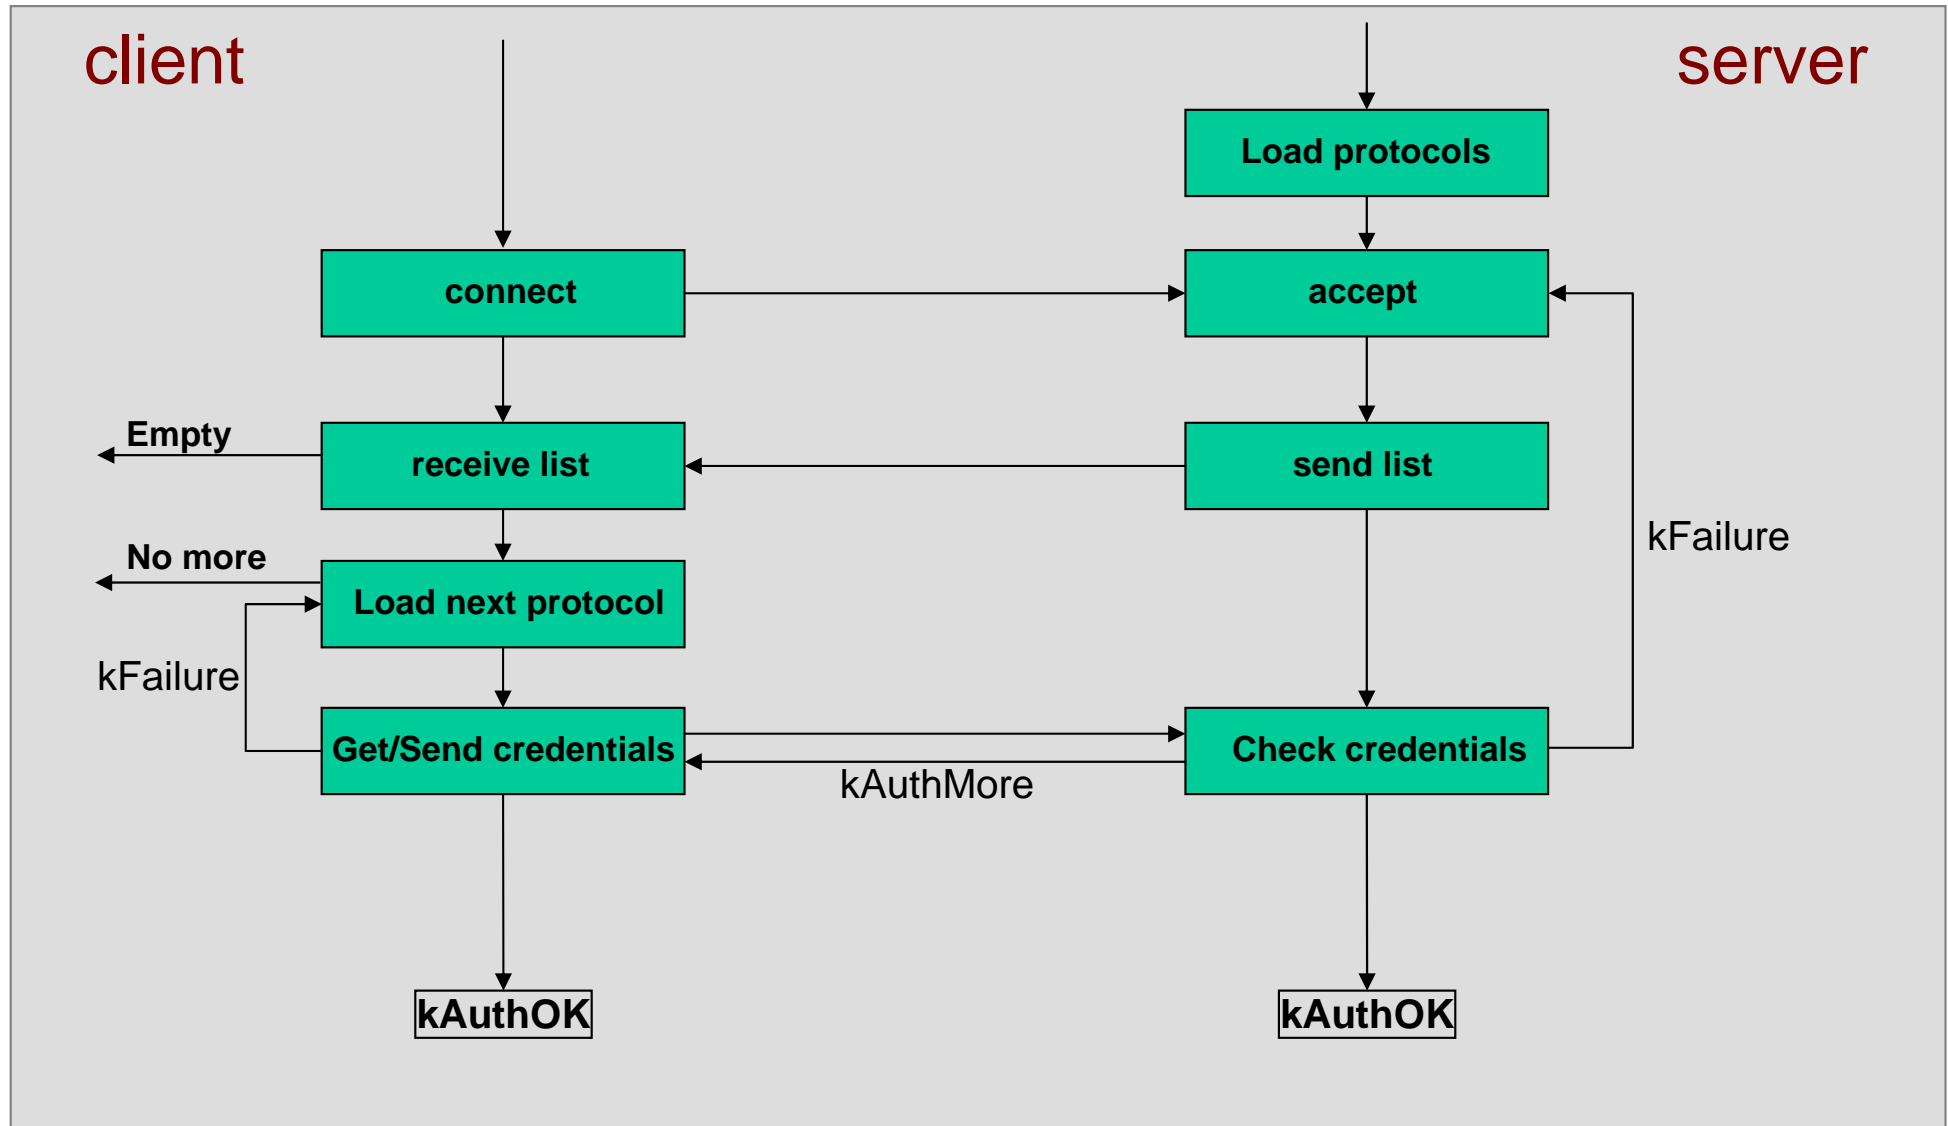 client
server
Load protocols
connect
accept
Empty
receive list
send list
kFailure
No more
Load next protocol
kFailure
Get/Send credentials
Check credentials
kAuthMore
kAuthOK
kAuthOK